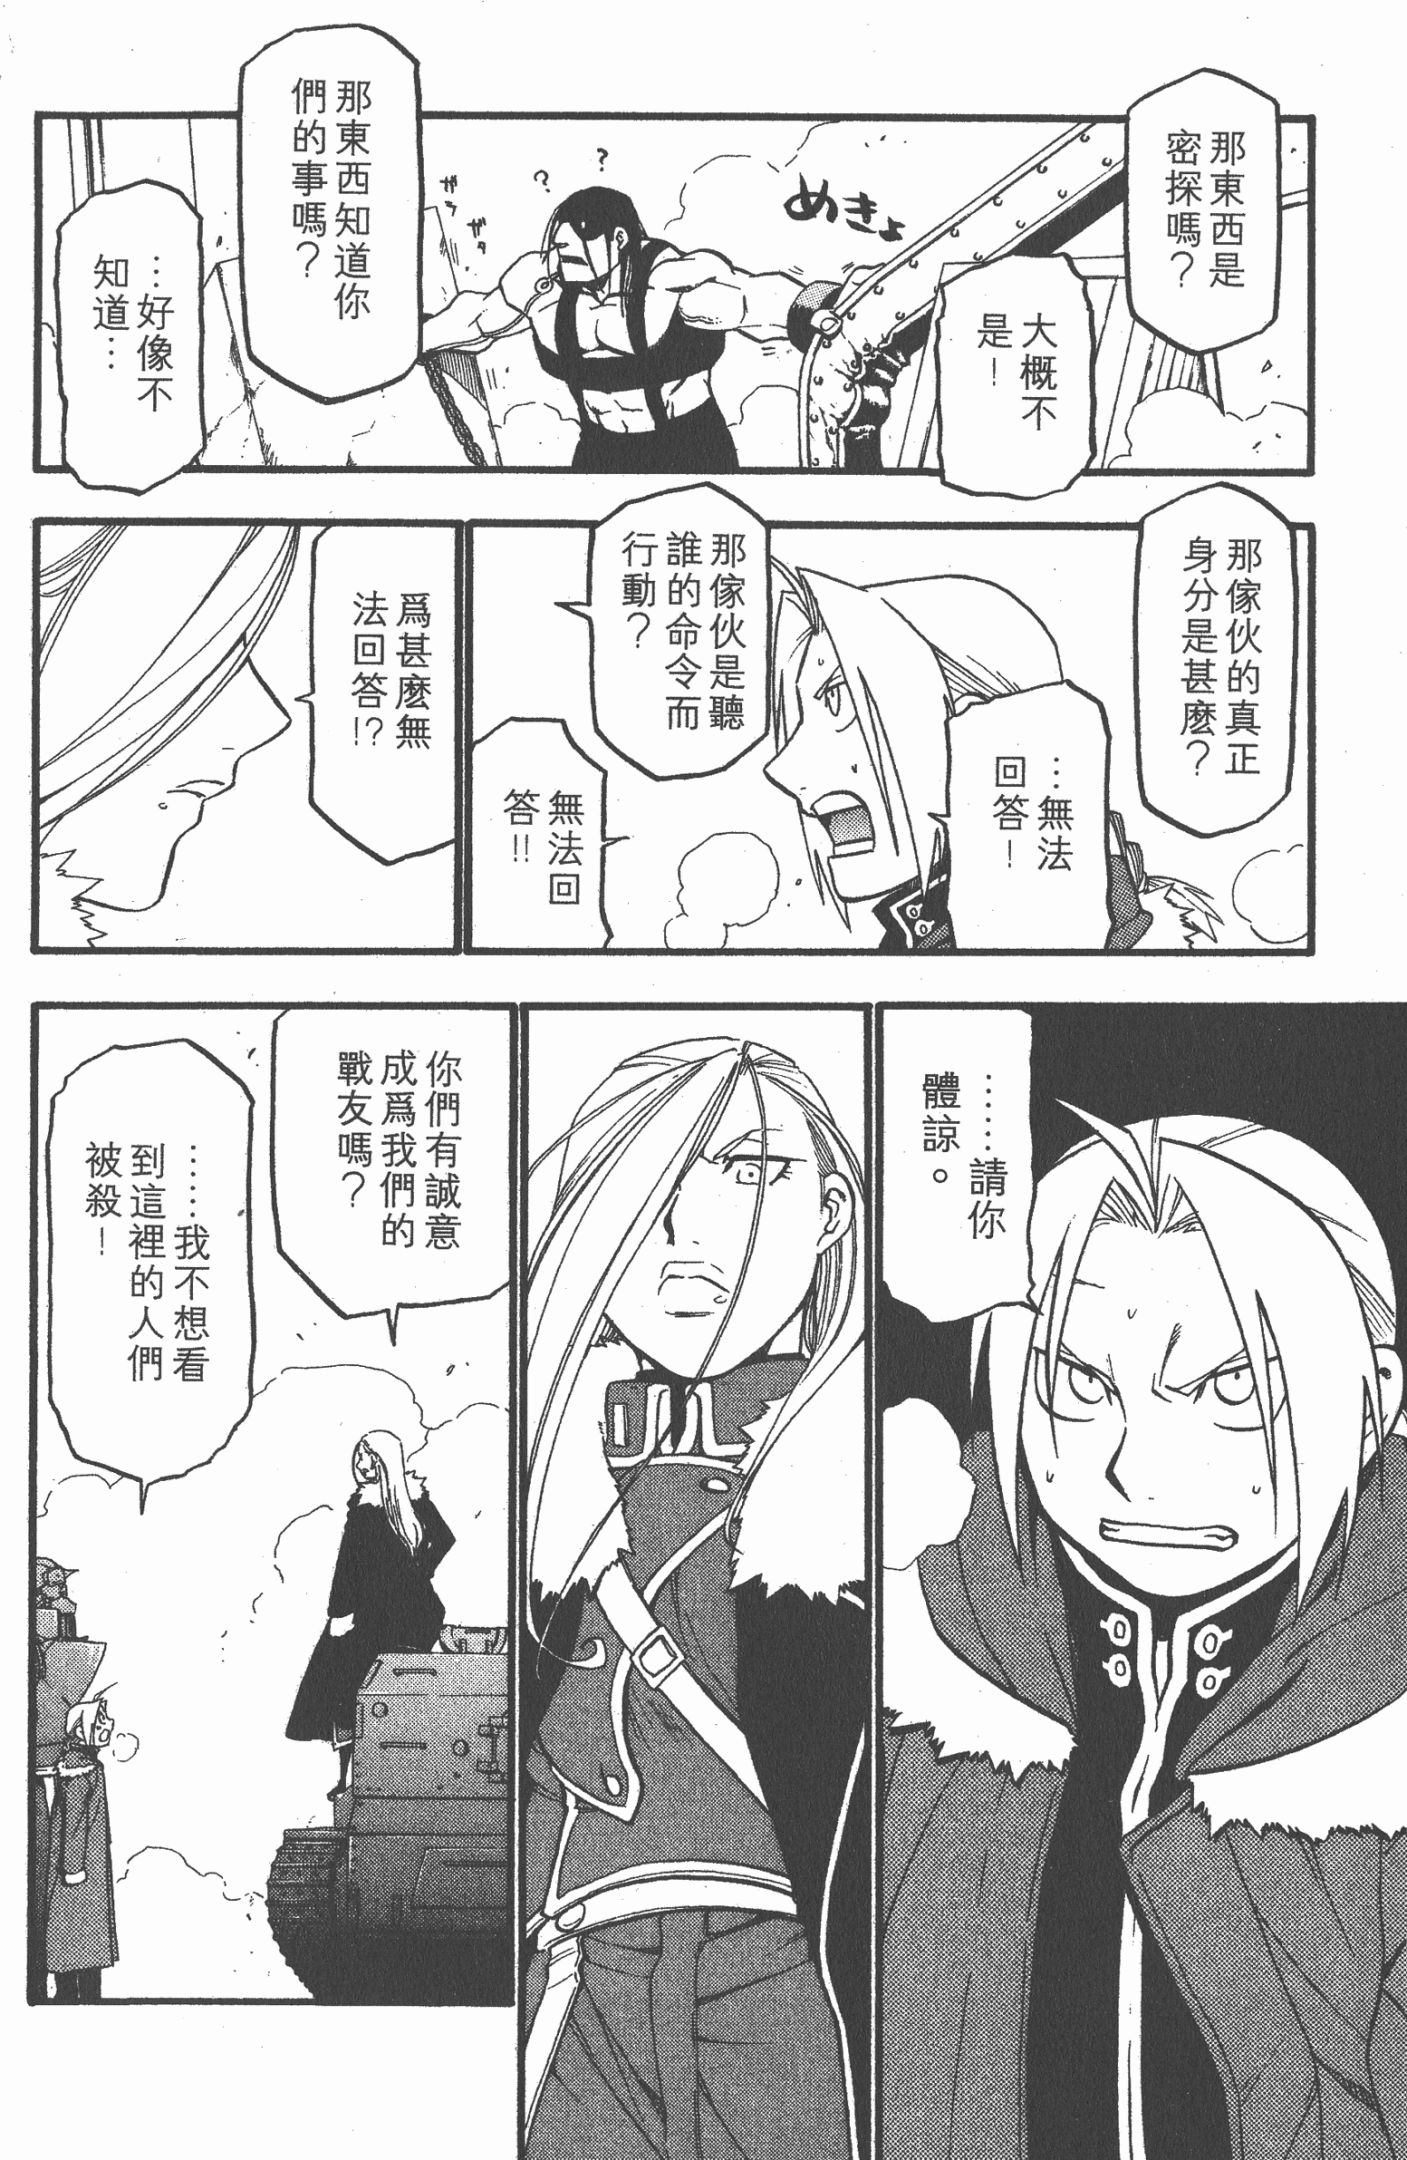 那東西是
密探嗎？
大概不
是！
めきょ
？
？
那東西知道你
們的事嗎？
…好像不
知道…
那傢伙的真正
身分是甚麽？
…無法
回答！
那傢伙是聽
誰的命令而
行動？
無法回
答!!
爲甚麽無
法回答!?
……請你
體諒。
你們有誠意
成爲我們的
戰友嗎？
……我不想看
到這裡的人們
被殺！